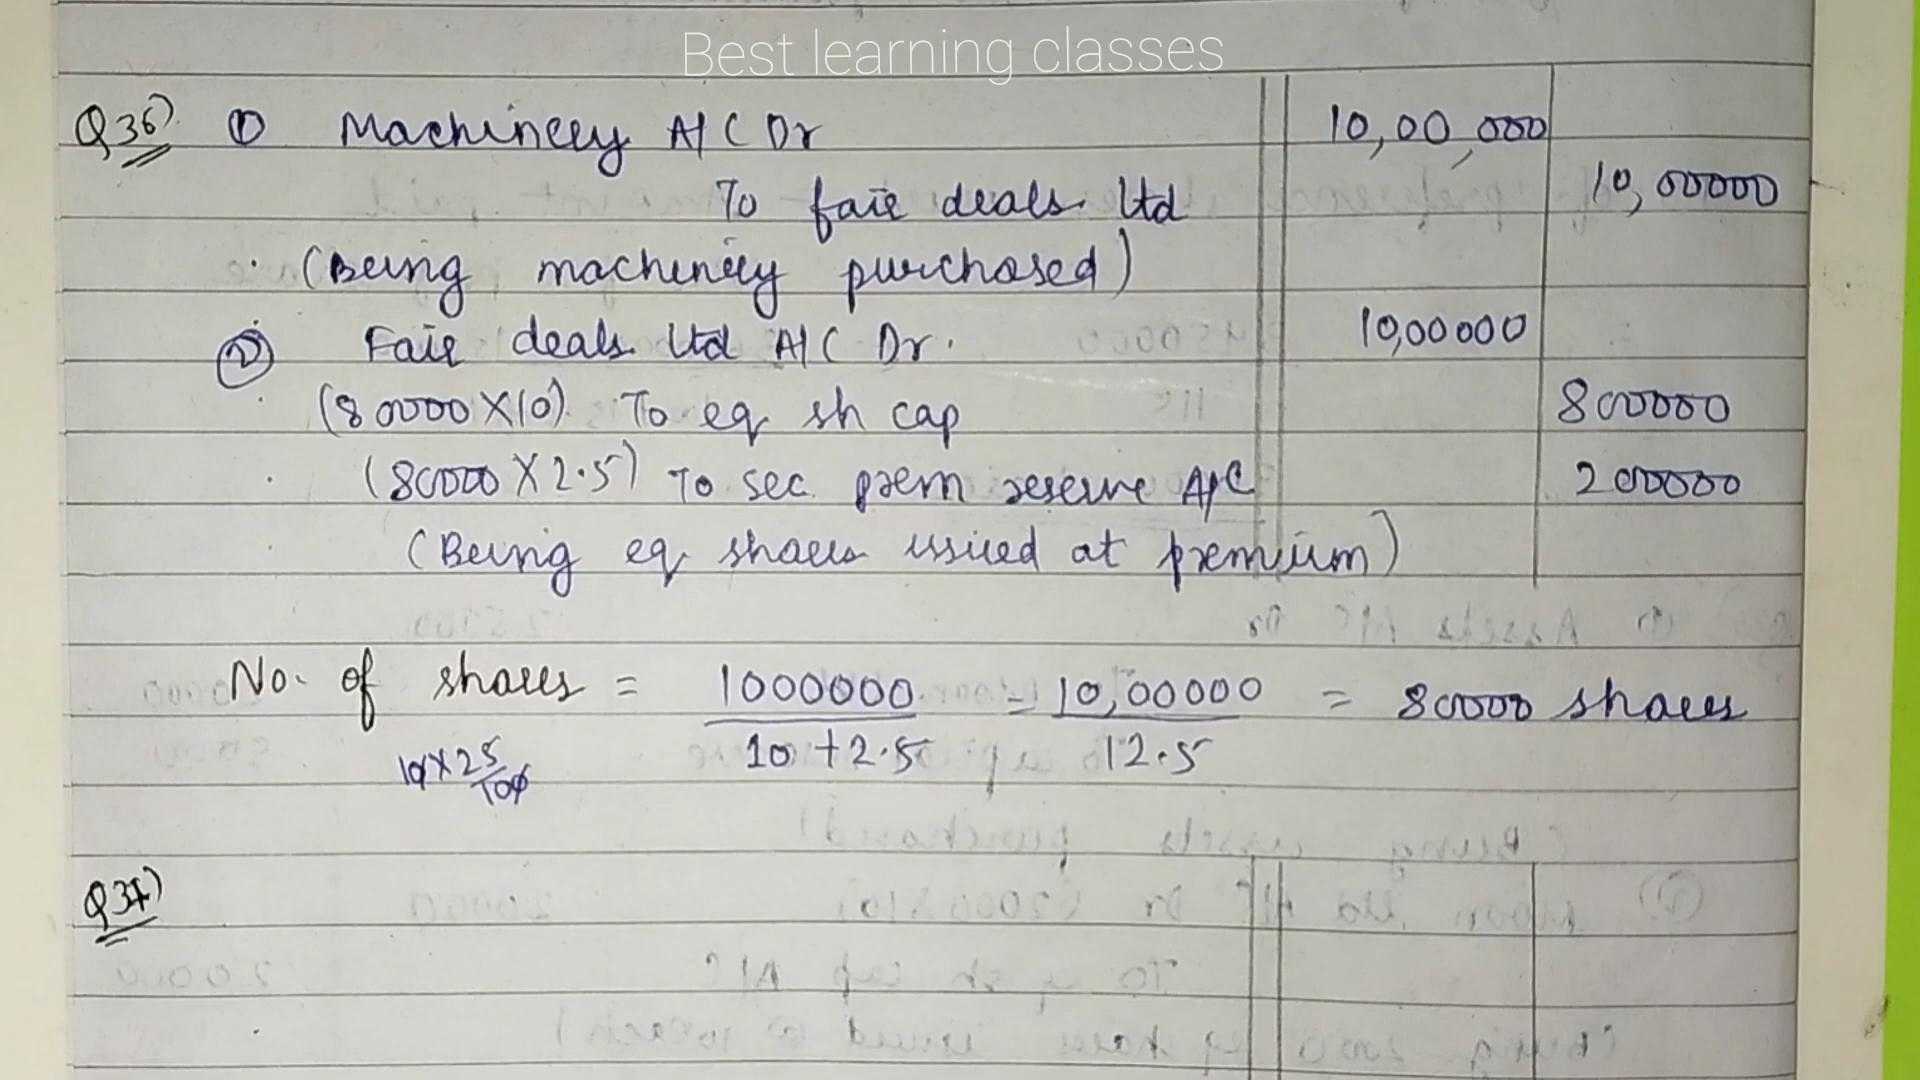 Best learning classes
Q36) ① Machinery A/C Dr 10,00,000
To fair deals ltd 10,00000
(Being machinery purchased)
② Fair deals ltd A/C Dr. 10,00000
(80000 X 10) To eq sh cap 800000
(80000 X 2.5) To sec. prem reserve A/C 200000
(Being eq shares issued at premium)
No. of shares = 1000000 = 10,00000 = 80000 shares
10 + 2.5 12.5
10 X 25/100
Q37)